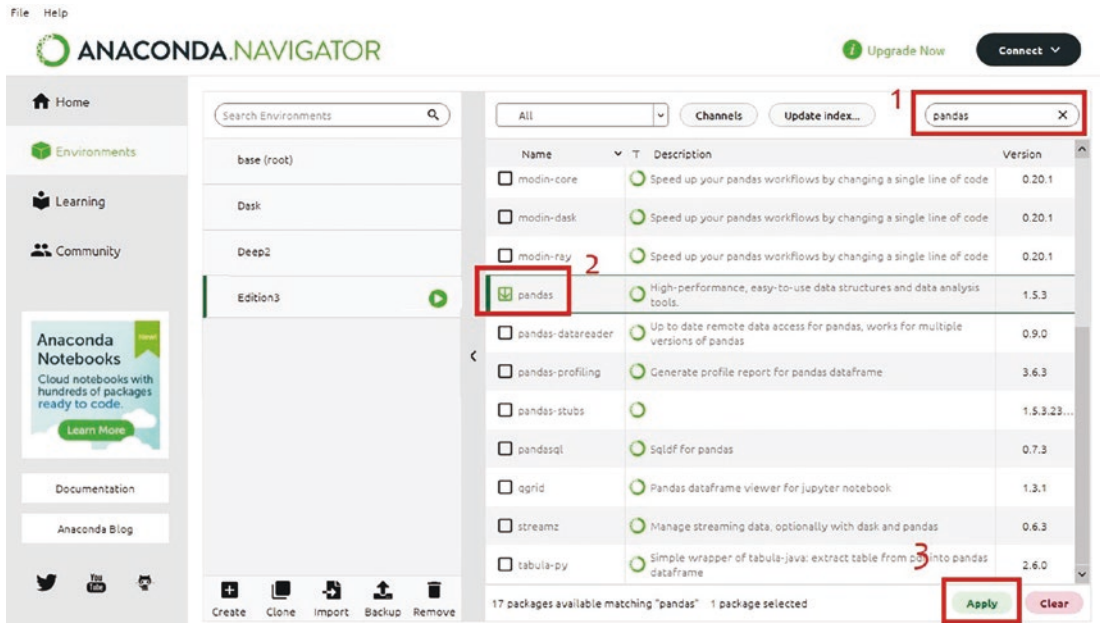 File Help
ANACONDA.NAVIGATOR
Upgrade Now
Connect
Home
Environments
Learning
Community
Anaconda Notebooks
New!
Cloud notebooks with hundreds of packages ready to code.
Learn More
Documentation
Anaconda Blog
You Tube
Search Environments
base (root)
Dask
Deep2
Edition3
Create Clone Import Backup Remove
All
Channels
Update index...
1
pandas X
Name T Description Version
modin-core Speed up your pandas workflows by changing a single line of code 0.20.1
modin-dask Speed up your pandas workflows by changing a single line of code 0.20.1
modin-ray Speed up your pandas workflows by changing a single line of code 0.20.1
2
pandas High-performance, easy-to-use data structures and data analysis tools. 1.5.3
pandas-datareader Up to date remote data access for pandas, works for multiple versions of pandas 0.9.0
pandas-profiling Generate profile report for pandas dataframe 3.6.3
pandas-stubs 1.5.3.23...
pandasql Sqldf for pandas 0.7.3
qgrid Pandas dataframe viewer for jupyter notebook 1.3.1
streamz Manage streaming data, optionally with dask and pandas 0.6.3
tabula-py Simple wrapper of tabula-java: extract table from pdf into pandas dataframe 2.6.0
3
17 packages available matching "pandas" 1 package selected
Apply
Clear